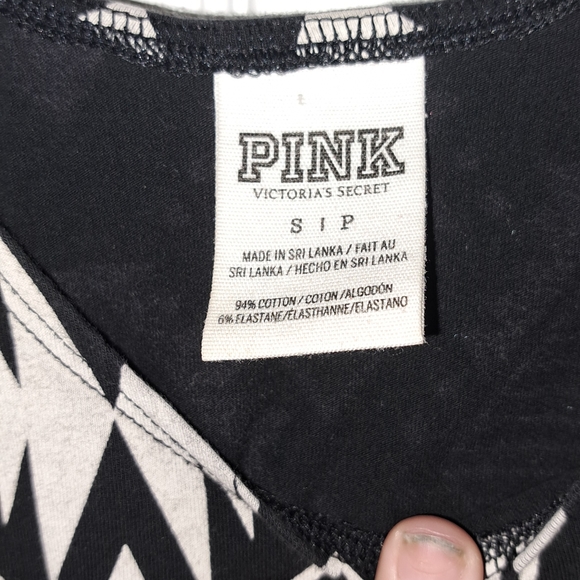 PINK
VICTORIA'S SECRET
S | P
MADE IN SRI LANKA / FAIT AU
SRI LANKA / HECHO EN SRI LANKA
94% COTTON / COTON /ALGODÓN
6% ELASTANE/ÉLASTHANNE/ELASTANO